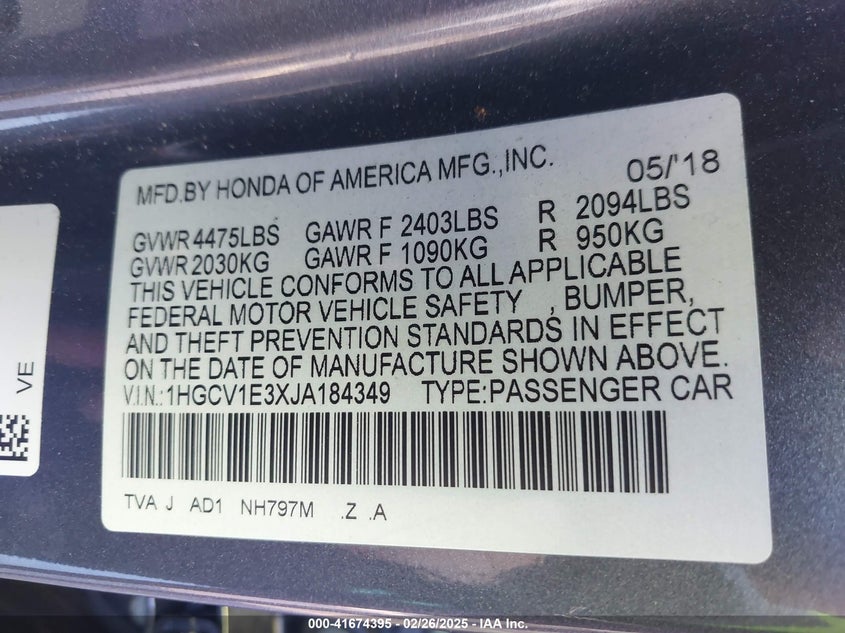 MFD.BY HONDA OF AMERICA MFG.,INC. 05/'18
GVWR 4475LBS GAWR F 2403LBS R 2094LBS
GVWR 2030KG GAWR F 1090KG R 950KG
THIS VEHICLE CONFORMS TO ALL APPLICABLE
FEDERAL MOTOR VEHICLE SAFETY , BUMPER,
AND THEFT PREVENTION STANDARDS IN EFFECT
ON THE DATE OF MANUFACTURE SHOWN ABOVE.
V.I.N.:1HGCV1E3XJA184349 TYPE:PASSENGER CAR
TVA J AD1 NH797M .Z .A
VE
000-41674395 - 02/26/2025 - IAA Inc.